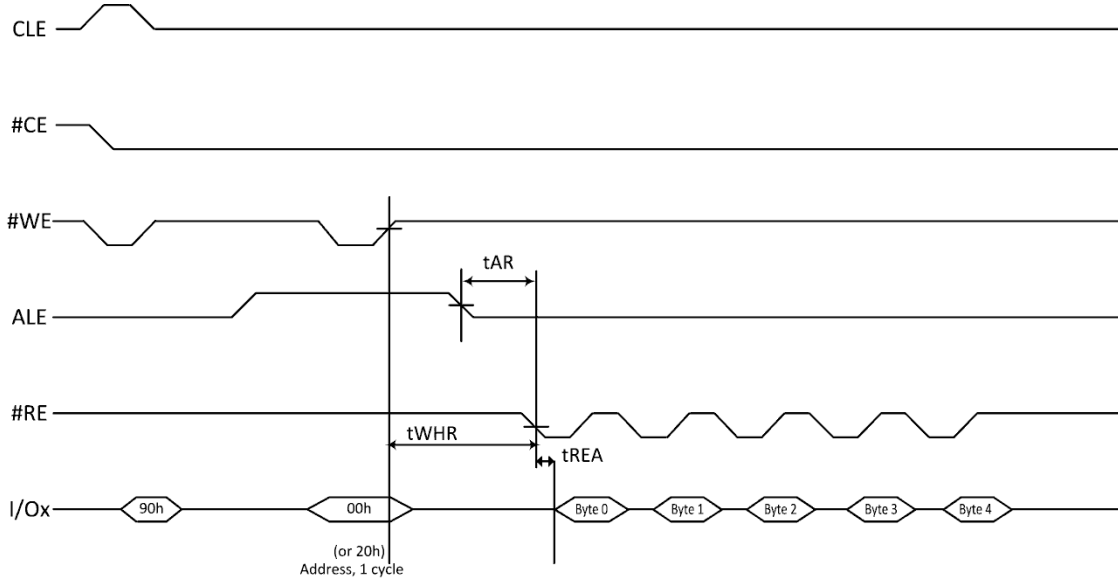 CLE
#CE
#WE
tAR
ALE
#RE
tWHR
tREA
I/Ox
90h
00h
Byte 0
Byte 1
Byte 2
Byte 3
Byte 4
(or 20h)
Address, 1 cycle